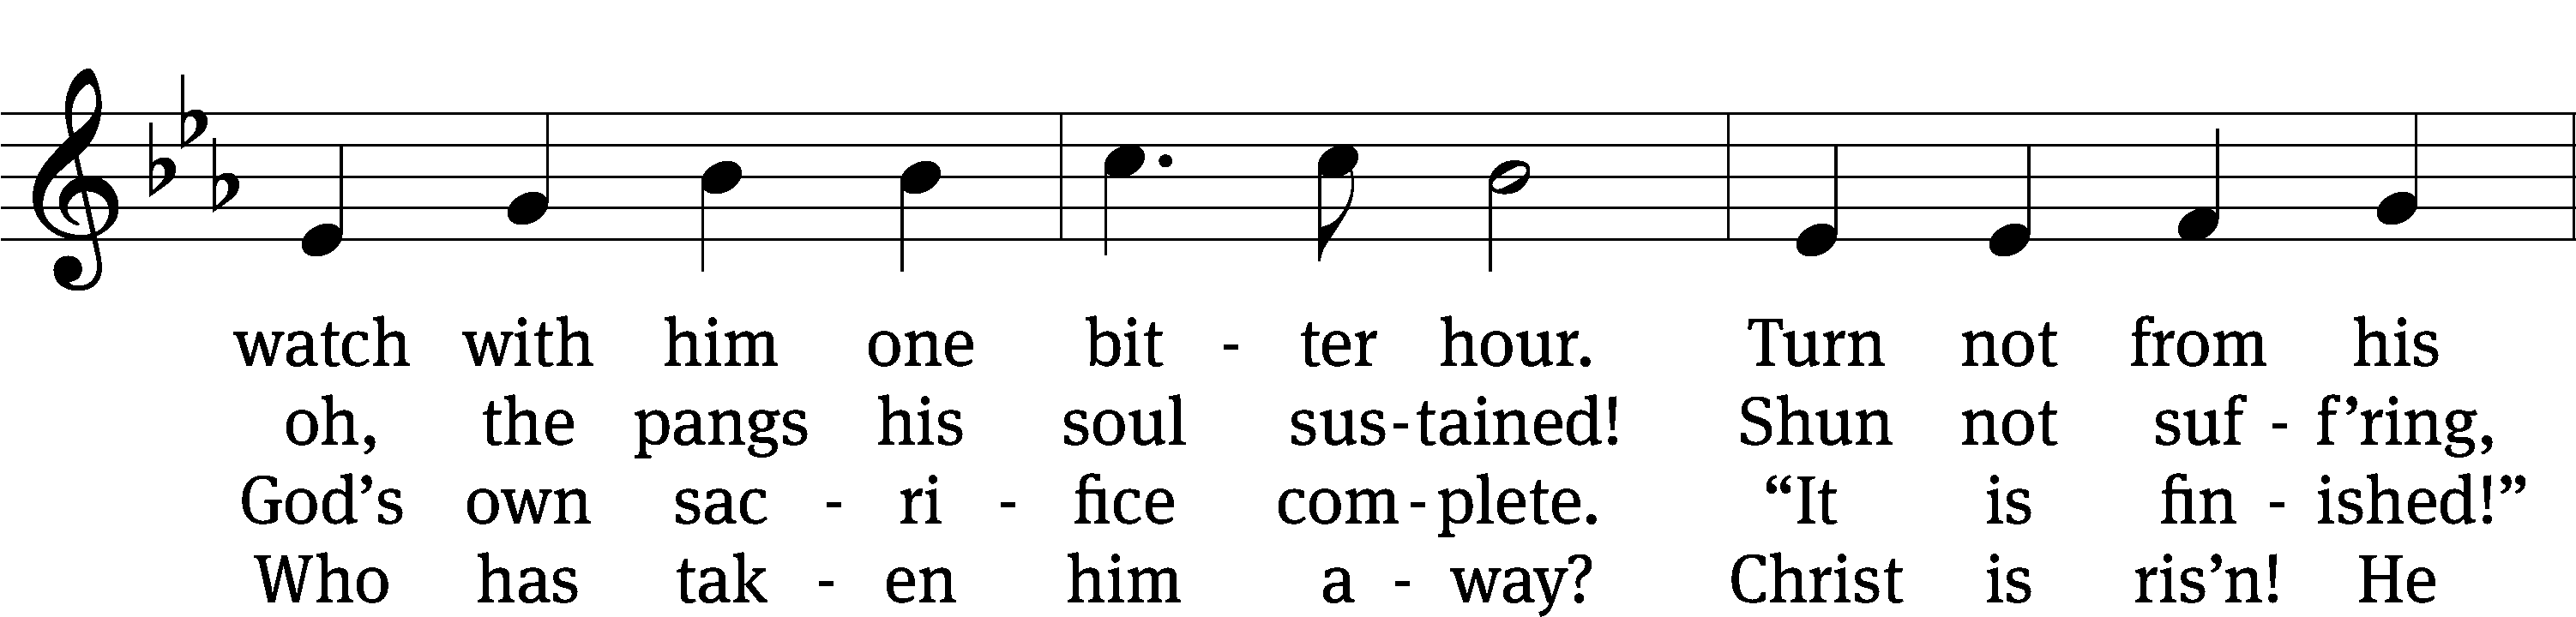 watch with him one bit - ter hour. Turn not from his
oh, the pangs his soul sus - tained! Shun not suf - f’ring,
God’s own sac - ri - fice com - plete. “It is fin - ished!”
Who has tak - en him a - way? Christ is ris’n! He